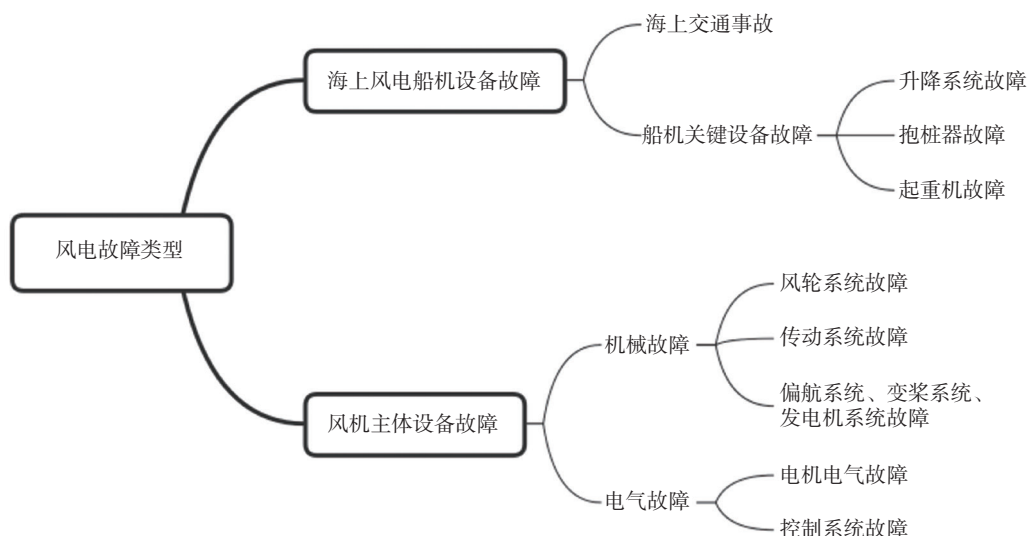 海上交通事故
海上风电船机设备故障
升降系统故障
船机关键设备故障
抱桩器故障
起重机故障
风电故障类型
风轮系统故障
机械故障
传动系统故障
偏航系统、变桨系统、
发电机系统故障
风机主体设备故障
电机电气故障
电气故障
控制系统故障